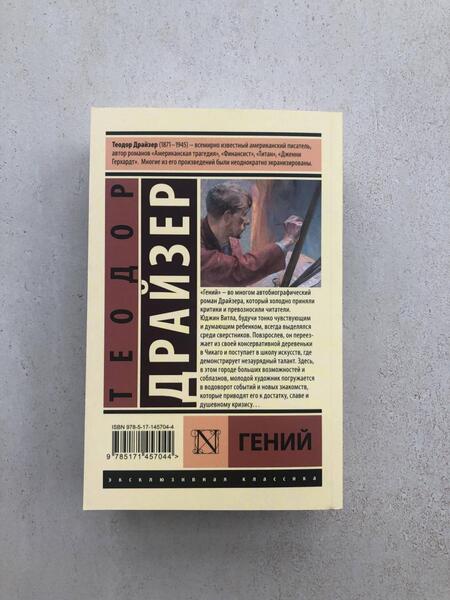 Теодор Драйзер (1871–1945) – всемирно известный американский писатель,
автор романов «Американская трагедия», «Финансист», «Титан», «Дженни
Герхардт». Многие из его произведений были неоднократно экранизированы.
ТЕОДОР
ДРАЙЗЕР
«Гений» – во многом автобиографический
роман Драйзера, который холодно приняли
критики и превозносили читатели.
Юджин Витла, будучи тонко чувствующим
и думающим ребенком, всегда выделялся
среди сверстников. Повзрослев, он переез-
жает из своей консервативной деревеньки
в Чикаго и поступает в школу искусств, где
демонстрирует незаурядный талант. Здесь,
в этом городе больших возможностей и
соблазнов, молодой художник погружается
в водоворот событий и новых знакомств,
которые приводят его к достатку, славе и
душевному кризису...
ISBN 978-5-17-145704-4
9 785171 457044 >
N
ГЕНИЙ
эксклюзивная классика